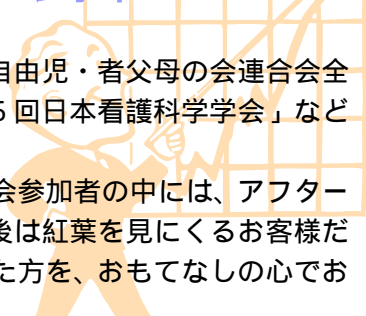 自由児・者父母の会連合会全
5回日本看護科学学会」など
会参加者の中には、アフター
後は紅葉を見にくるお客様だ
た方を、おもてなしの心でお